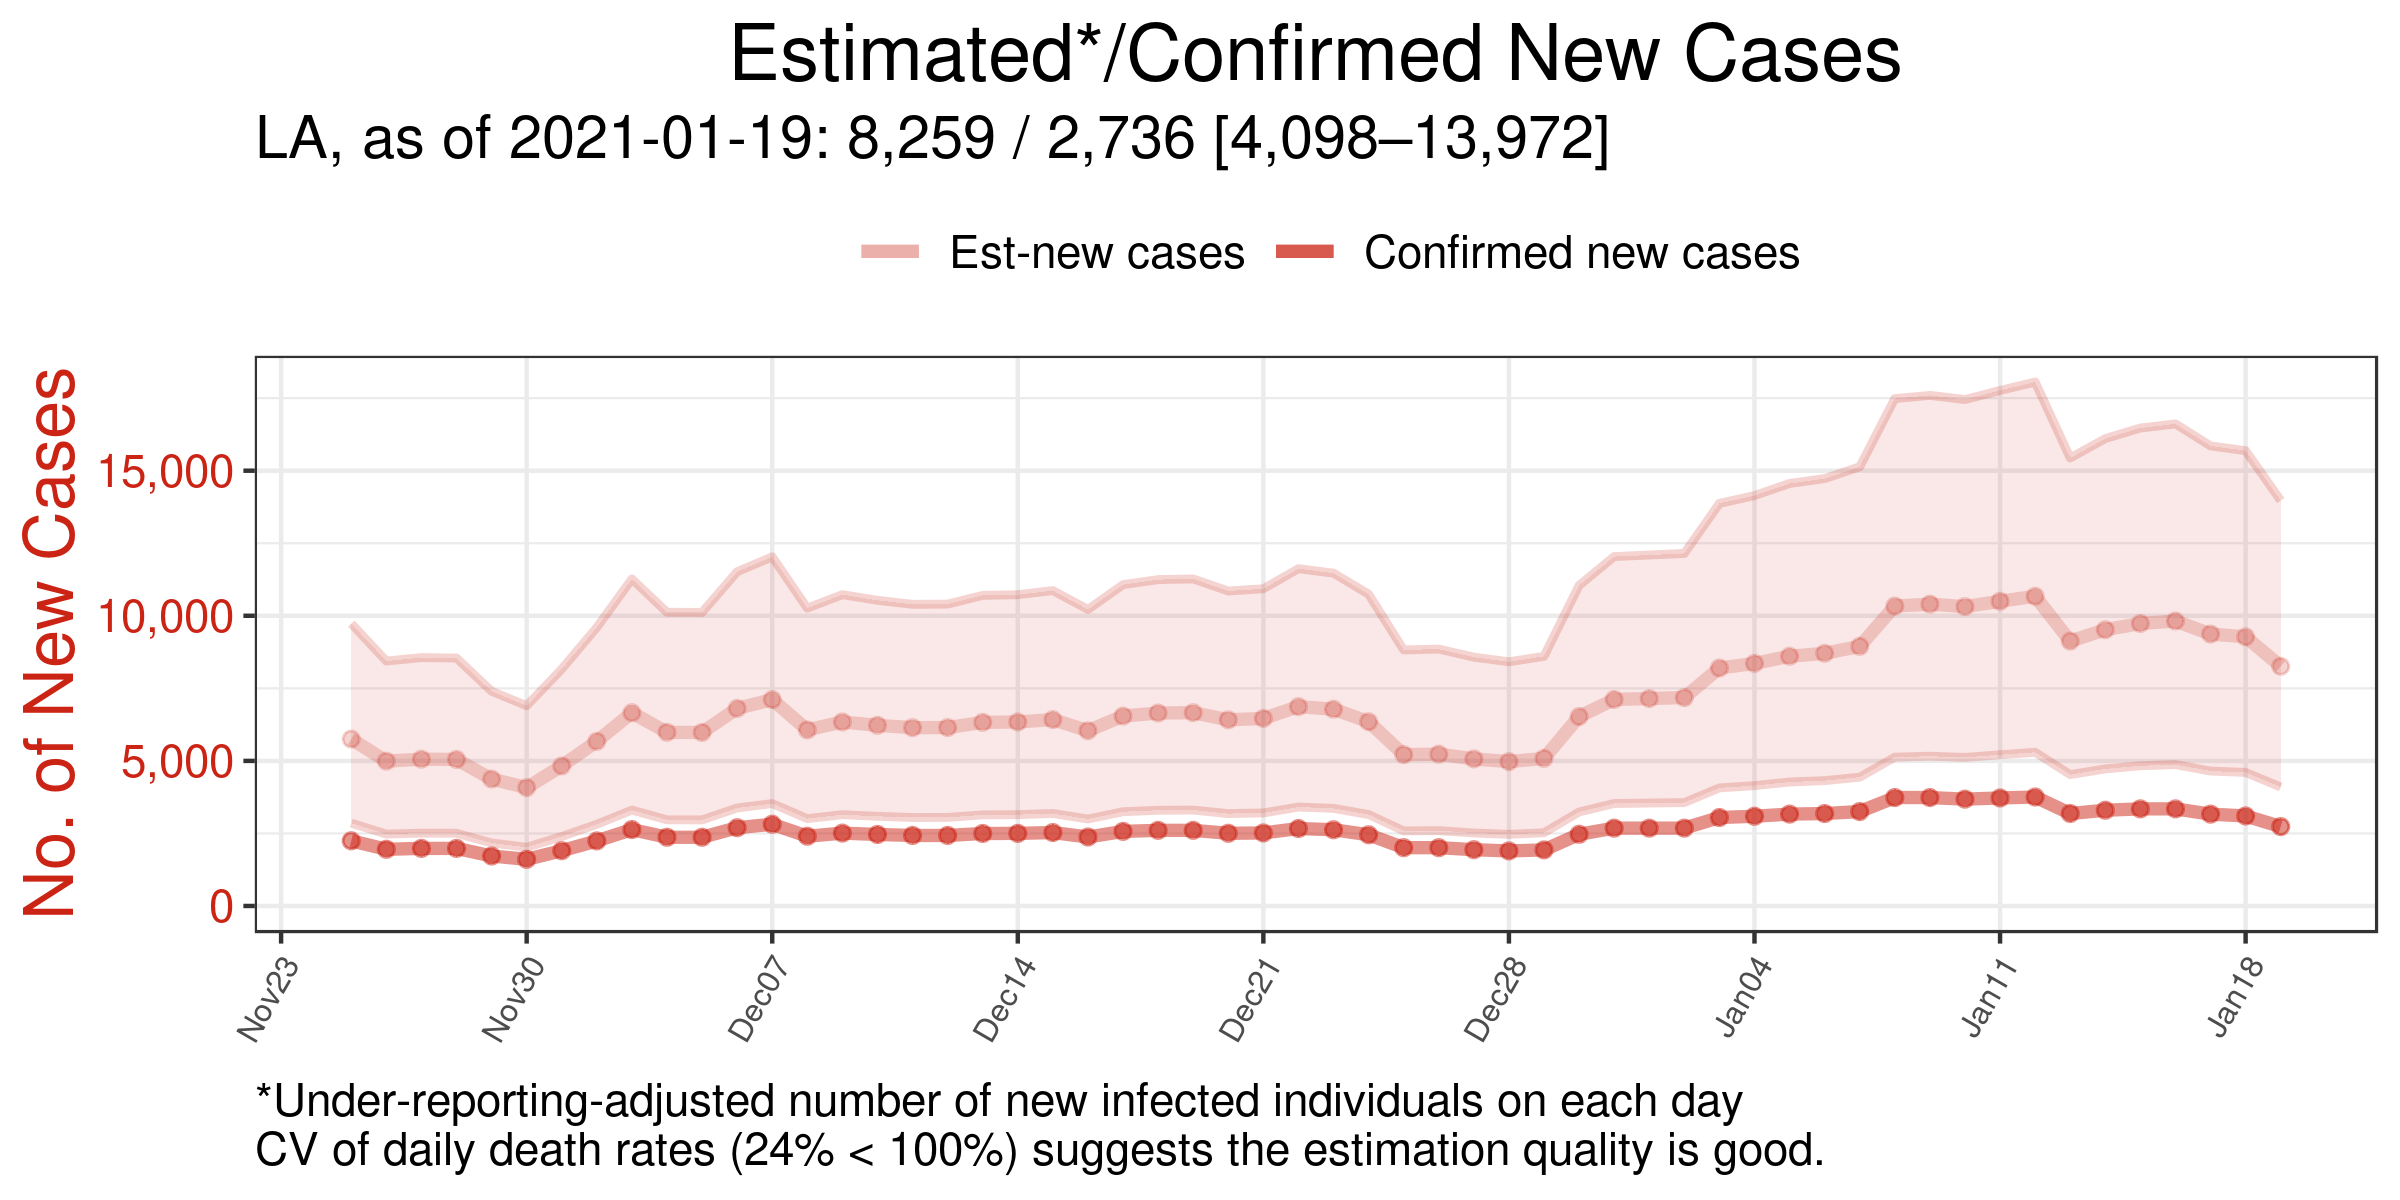 Estimated*/Confirmed New Cases
LA, as of 2021-01-19: 8,259 / 2,736 [4,098–13,972]
Est-new cases
Confirmed new cases
No. of New Cases
15,000
10,000
5,000
0
Nov23
Nov30
Dec07
Dec14
Dec21
Dec28
Jan04
Jan11
Jan18
*Under-reporting-adjusted number of new infected individuals on each day
CV of daily death rates (24% < 100%) suggests the estimation quality is good.